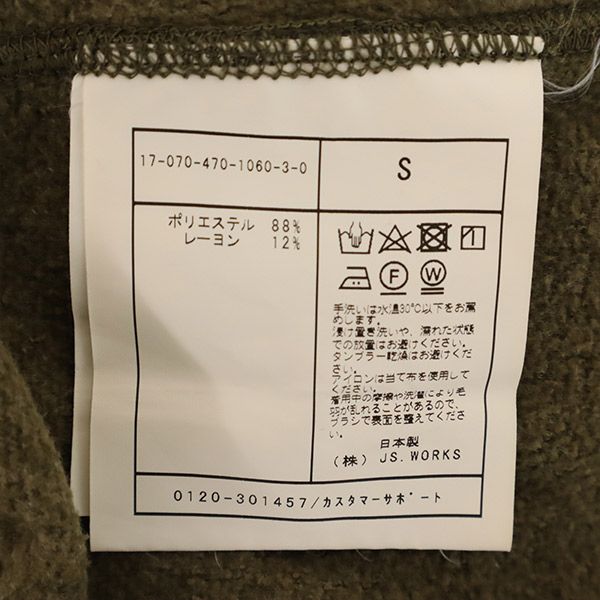 17-070-470-1060-3-0
S
ポリエステル 88%
レーヨン 12%
F
W
手洗いは水温30°C以下をお薦
めします。
浸け置き洗いや、濡れた状態
での放置はお避けください。
タンブラー乾燥はお避けくださ
い。
アイロンは当て布を使用して
ください。
着用中の摩擦や洗濯により毛
羽が乱れることがあるので、
ブラシで表面を整えてくださ
い。
日本製
(株) JS.WORKS
0120-301457/カスタマーサポート